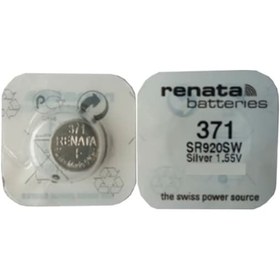 371
RENATA
renata
batteries
371
SR920SW
Silver 1.55V
the swiss power source